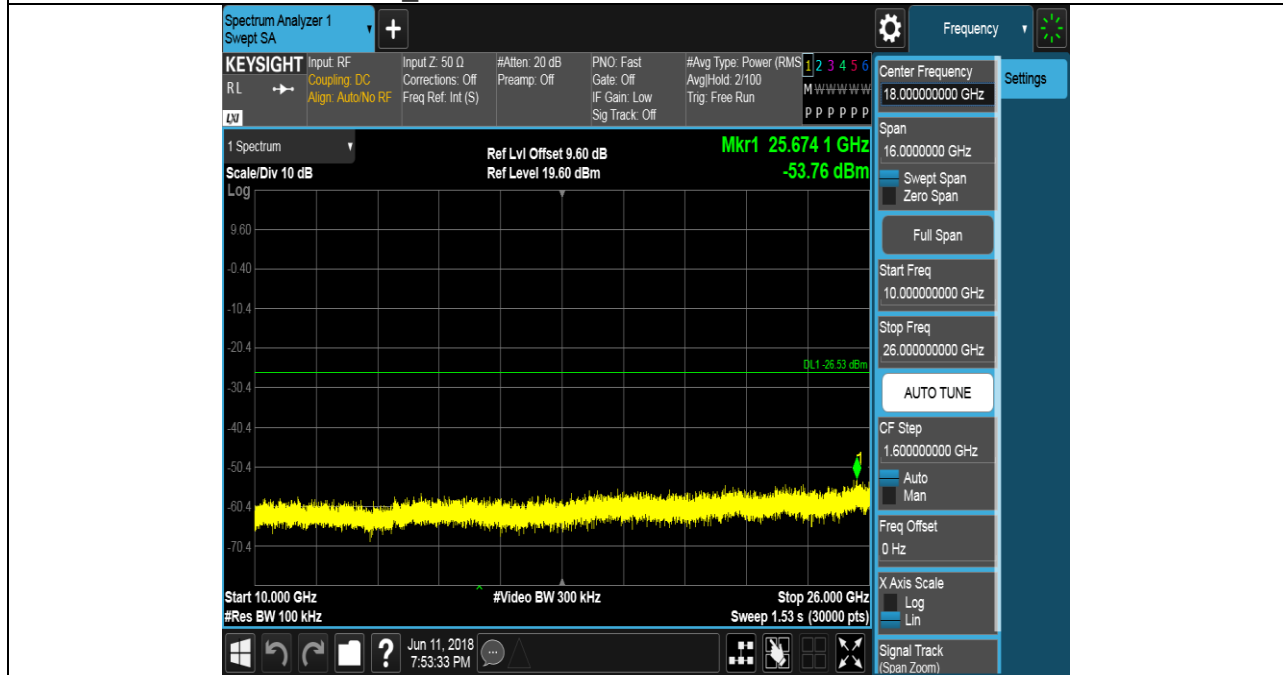 Spectrum Analyzer 1
Swept SA
+
Frequency
KEYSIGHT
RL
LXI
Input: RF
Coupling: DC
Align: Auto/No RF
Input Z: 50 Ω
Corrections: Off
Freq Ref: Int (S)
#Atten: 20 dB
Preamp: Off
PNO: Fast
Gate: Off
IF Gain: Low
Sig Track: Off
#Avg Type: Power (RMS
Avg|Hold: 2/100
Trig: Free Run
1 2 3 4 5 6
M W W W W W
P P P P P P
1 Spectrum
Scale/Div 10 dB
Ref Lvl Offset 9.60 dB
Ref Level 19.60 dBm
Mkr1 25.674 1 GHz
-53.76 dBm
Log
9.60
-0.40
-10.4
-20.4
DL1 -26.53 dBm
-30.4
-40.4
-50.4
1
-60.4
-70.4
Start 10.000 GHz
#Res BW 100 kHz
#Video BW 300 kHz
Stop 26.000 GHz
Sweep 1.53 s (30000 pts)
?
Jun 11, 2018
7:53:33 PM
Center Frequency
18.000000000 GHz
Settings
Span
16.0000000 GHz
Swept Span
Zero Span
Full Span
Start Freq
10.000000000 GHz
Stop Freq
26.000000000 GHz
AUTO TUNE
CF Step
1.600000000 GHz
Auto
Man
Freq Offset
0 Hz
X Axis Scale
Log
Lin
Signal Track
(Span Zoom)